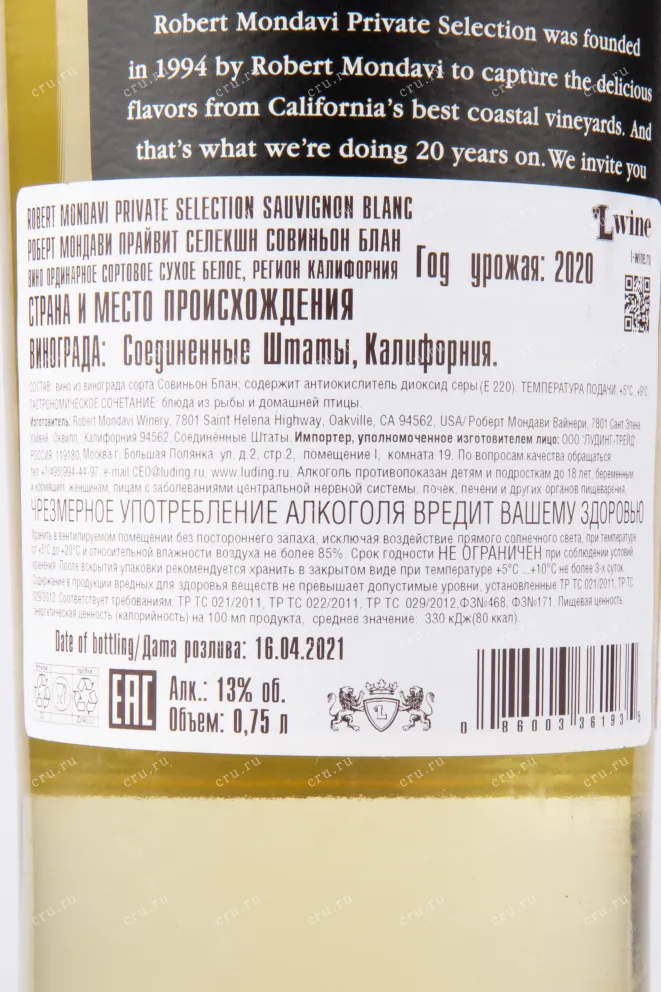 Robert Mondavi Private Selection was founded
in 1994 by Robert Mondavi to capture the delicious
flavors from California's best coastal vineyards. And
that's what we're doing 20 years on. We invite you
ROBERT MONDAVI PRIVATE SELECTION SAUVIGNON BLANC
РОБЕРТ МОНДАВИ ПРАЙВИТ СЕЛЕКШН СОВИНЬОН БЛАН
ВИНО ОРДИНАРНОЕ СОРТОВОЕ СУХОЕ БЕЛОЕ, РЕГИОН КАЛИФОРНИЯ
Год урожая: 2020
Lwine
l-wine.ru
СТРАНА И МЕСТО ПРОИСХОЖДЕНИЯ
ВИНОГРАДА: Соединенные Штаты, Калифорния.
СОСТАВ: вино из винограда сорта Совиньон Блан; содержит антиокислитель диоксид серы (Е 220). ТЕМПЕРАТУРА ПОДАЧИ: +5°C, +9°C.
ГАСТРОНОМИЧЕСКОЕ СОЧЕТАНИЕ: блюда из рыбы и домашней птицы.
Изготовитель: Robert Mondavi Winery, 7801 Saint Helena Highway, Oakville, CA 94562, USA/ Роберт Мондави Вайнери, 7801 Сант Элена
Хайвей, Оквилл, Калифорния 94562, Соединенные Штаты. Импортер, уполномоченное изготовителем лицо: ООО "ЛУДИНГ-ТРЕЙД"
РОССИЯ 119180, Москва г, Большая Полянка ул, д.2, стр.2, помещение I, комната 19. По вопросам качества обращаться
тел. +7(495)994-44-97, e-mail:CEO@luding.ru, www.luding.ru. Алкоголь противопоказан детям и подросткам до 18 лет, беременным
и кормящим женщинам, лицам с заболеваниями центральной нервной системы, почек, печени и других органов пищеварения.
ЧРЕЗМЕРНОЕ УПОТРЕБЛЕНИЕ АЛКОГОЛЯ ВРЕДИТ ВАШЕМУ ЗДОРОВЬЮ
Хранить в вентилируемом помещении без постороннего запаха, исключая воздействие прямого солнечного света, при температуре
от +5°C до +20°C и относительной влажности воздуха не более 85%. Срок годности НЕ ОГРАНИЧЕН при соблюдении условий
хранения. После вскрытия упаковки рекомендуется хранить в закрытом виде при температуре +5°C ...+10°C не более 3-х суток.
Содержание в продукции вредных для здоровья веществ не превышает допустимые уровни, установленные ТР ТС 021/2011, ТР ТС
029/2012. Соответствует требованиям: ТР ТС 021/2011, ТР ТС 022/2011, ТР ТС 029/2012,ФЗ№468, ФЗ№171. Пищевая ценность:
энергетическая ценность (калорийность) на 100 мл продукта, среднее значение: 330 кДж(80 ккал).
Date of bottling/Дата розлива: 16.04.2021
EAC
Алк.: 13% об.
Объем: 0,75 л
L
0 86003 36193 5
cru.ru